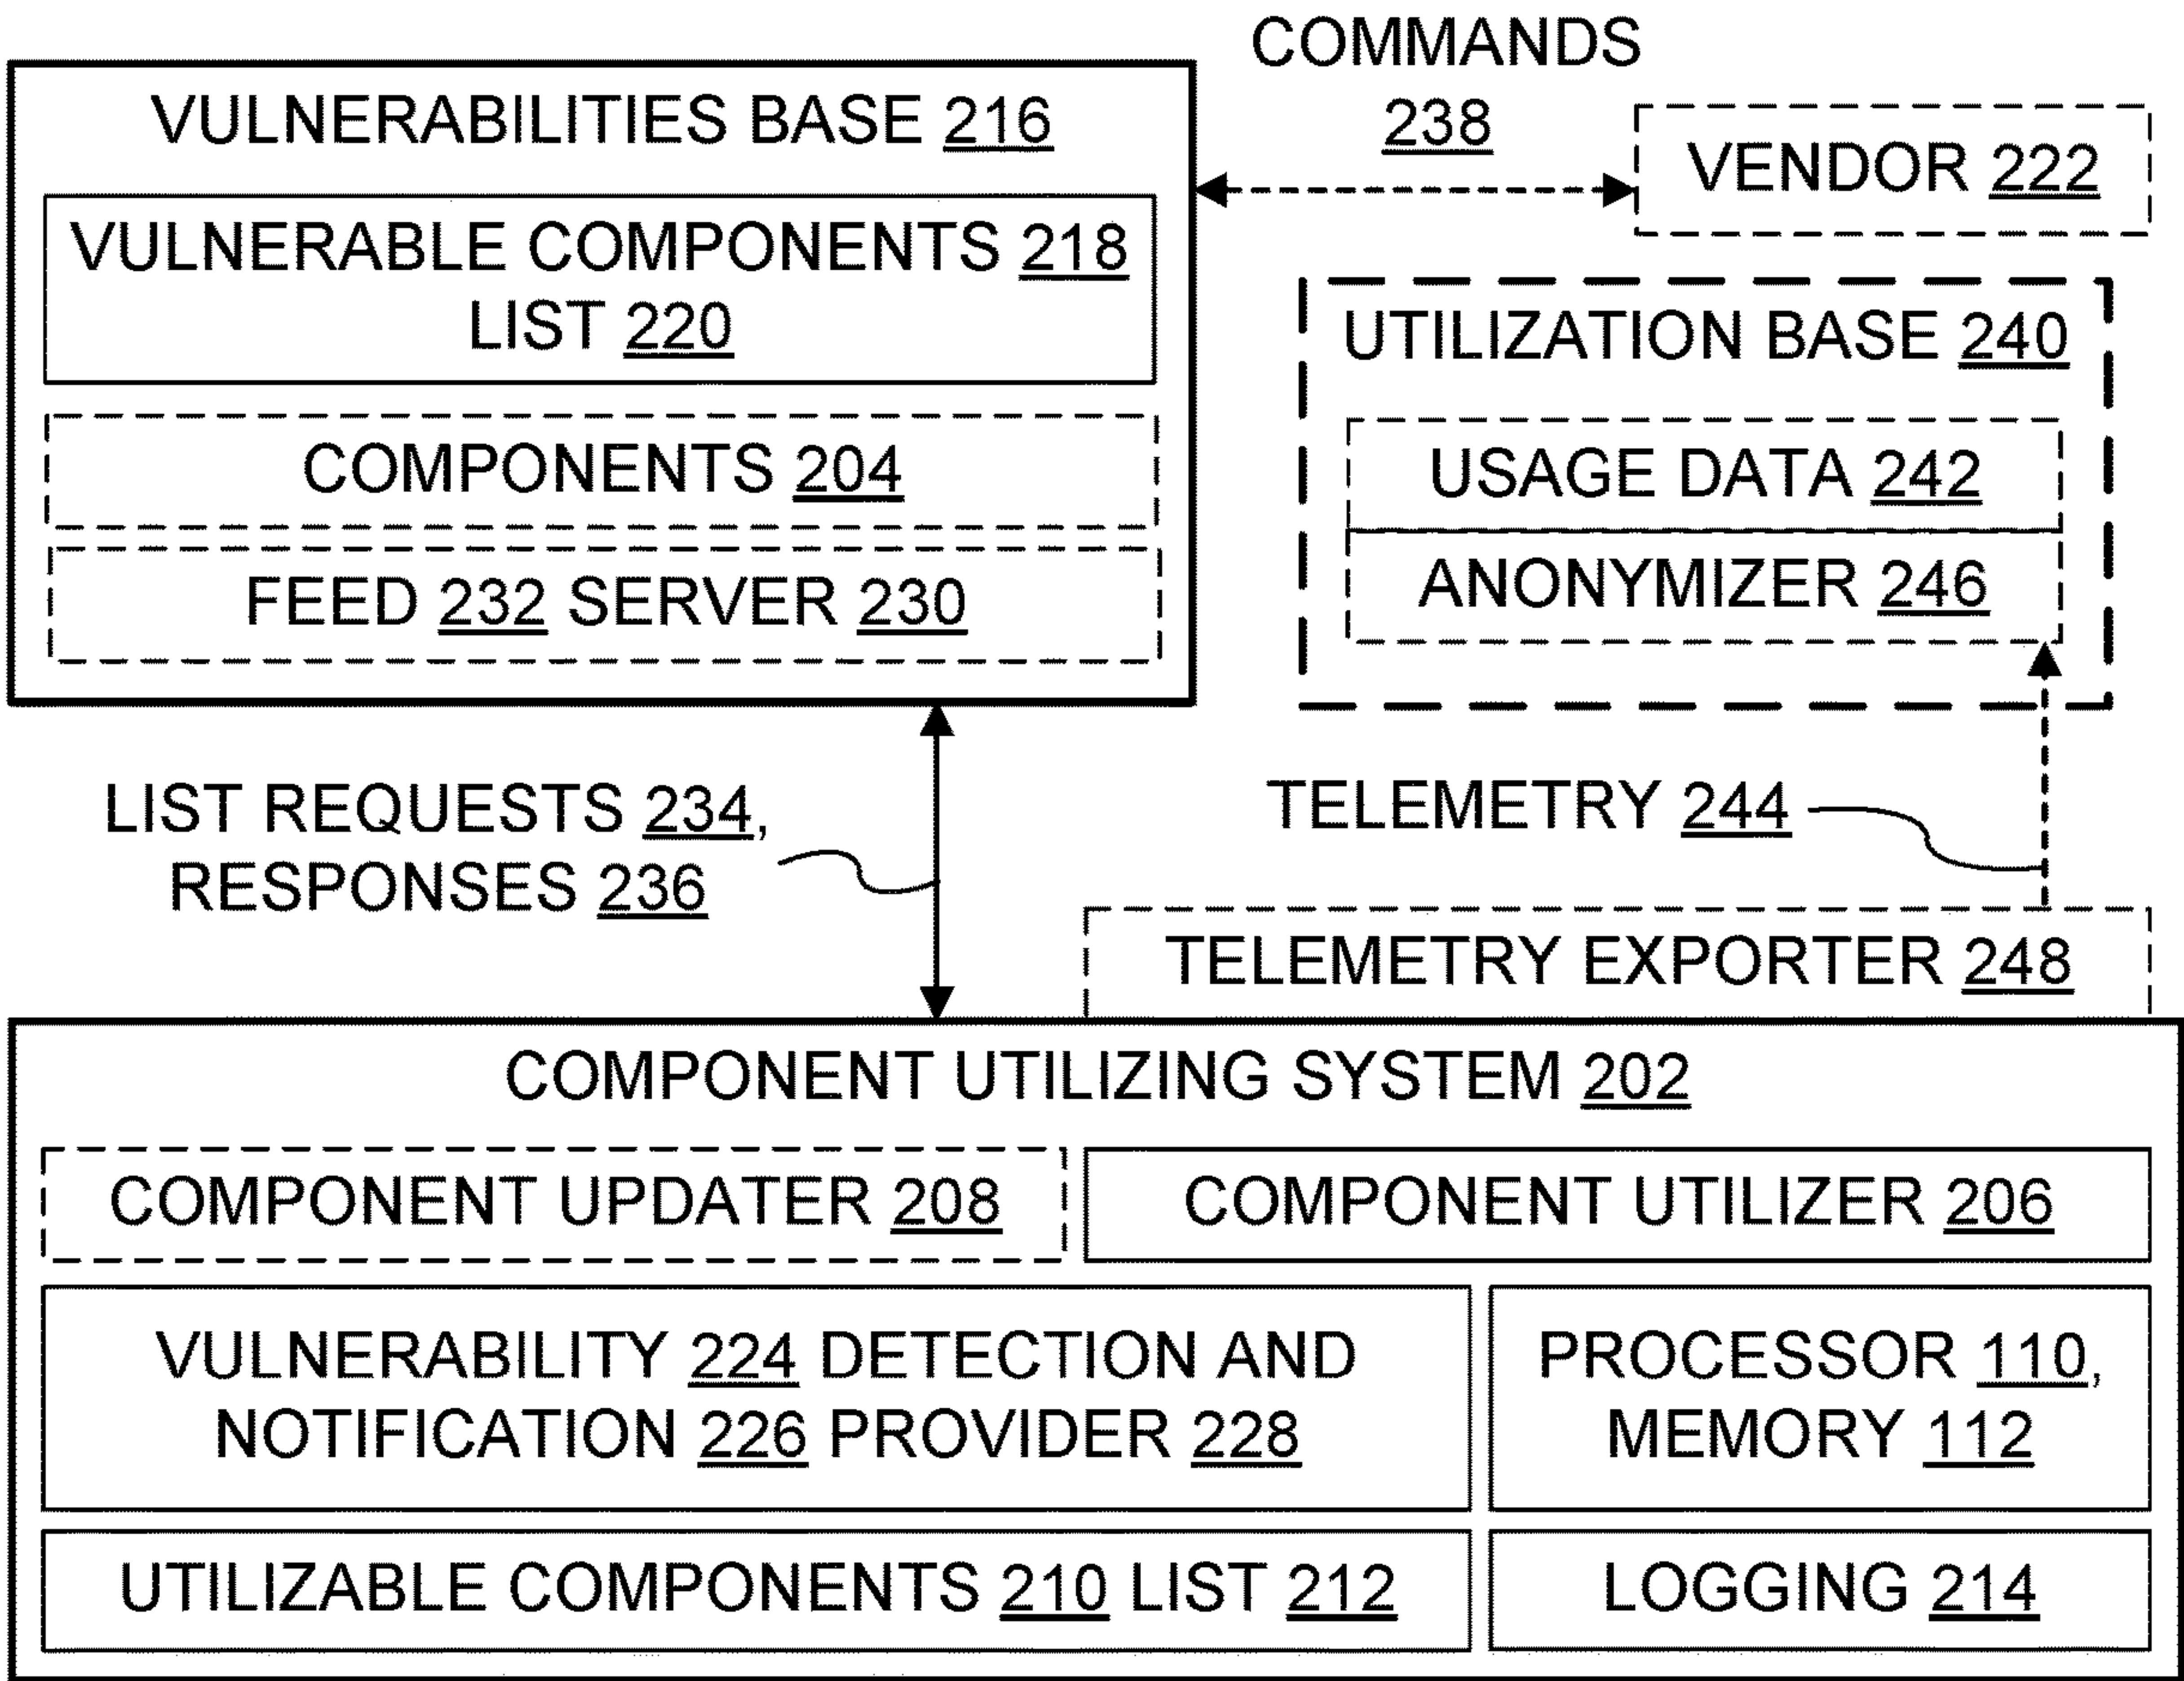 COMMANDS
238
VULNERABILITIES BASE 216
VULNERABLE COMPONENTS 218
LIST 220
COMPONENTS 204
FEED 232 SERVER 230
VENDOR 222
UTILIZATION BASE 240
USAGE DATA 242
ANONYMIZER 246
LIST REQUESTS 234,
RESPONSES 236
TELEMETRY 244
TELEMETRY EXPORTER 248
COMPONENT UTILIZING SYSTEM 202
COMPONENT UPDATER 208
COMPONENT UTILIZER 206
VULNERABILITY 224 DETECTION AND
NOTIFICATION 226 PROVIDER 228
PROCESSOR 110,
MEMORY 112
UTILIZABLE COMPONENTS 210 LIST 212
LOGGING 214